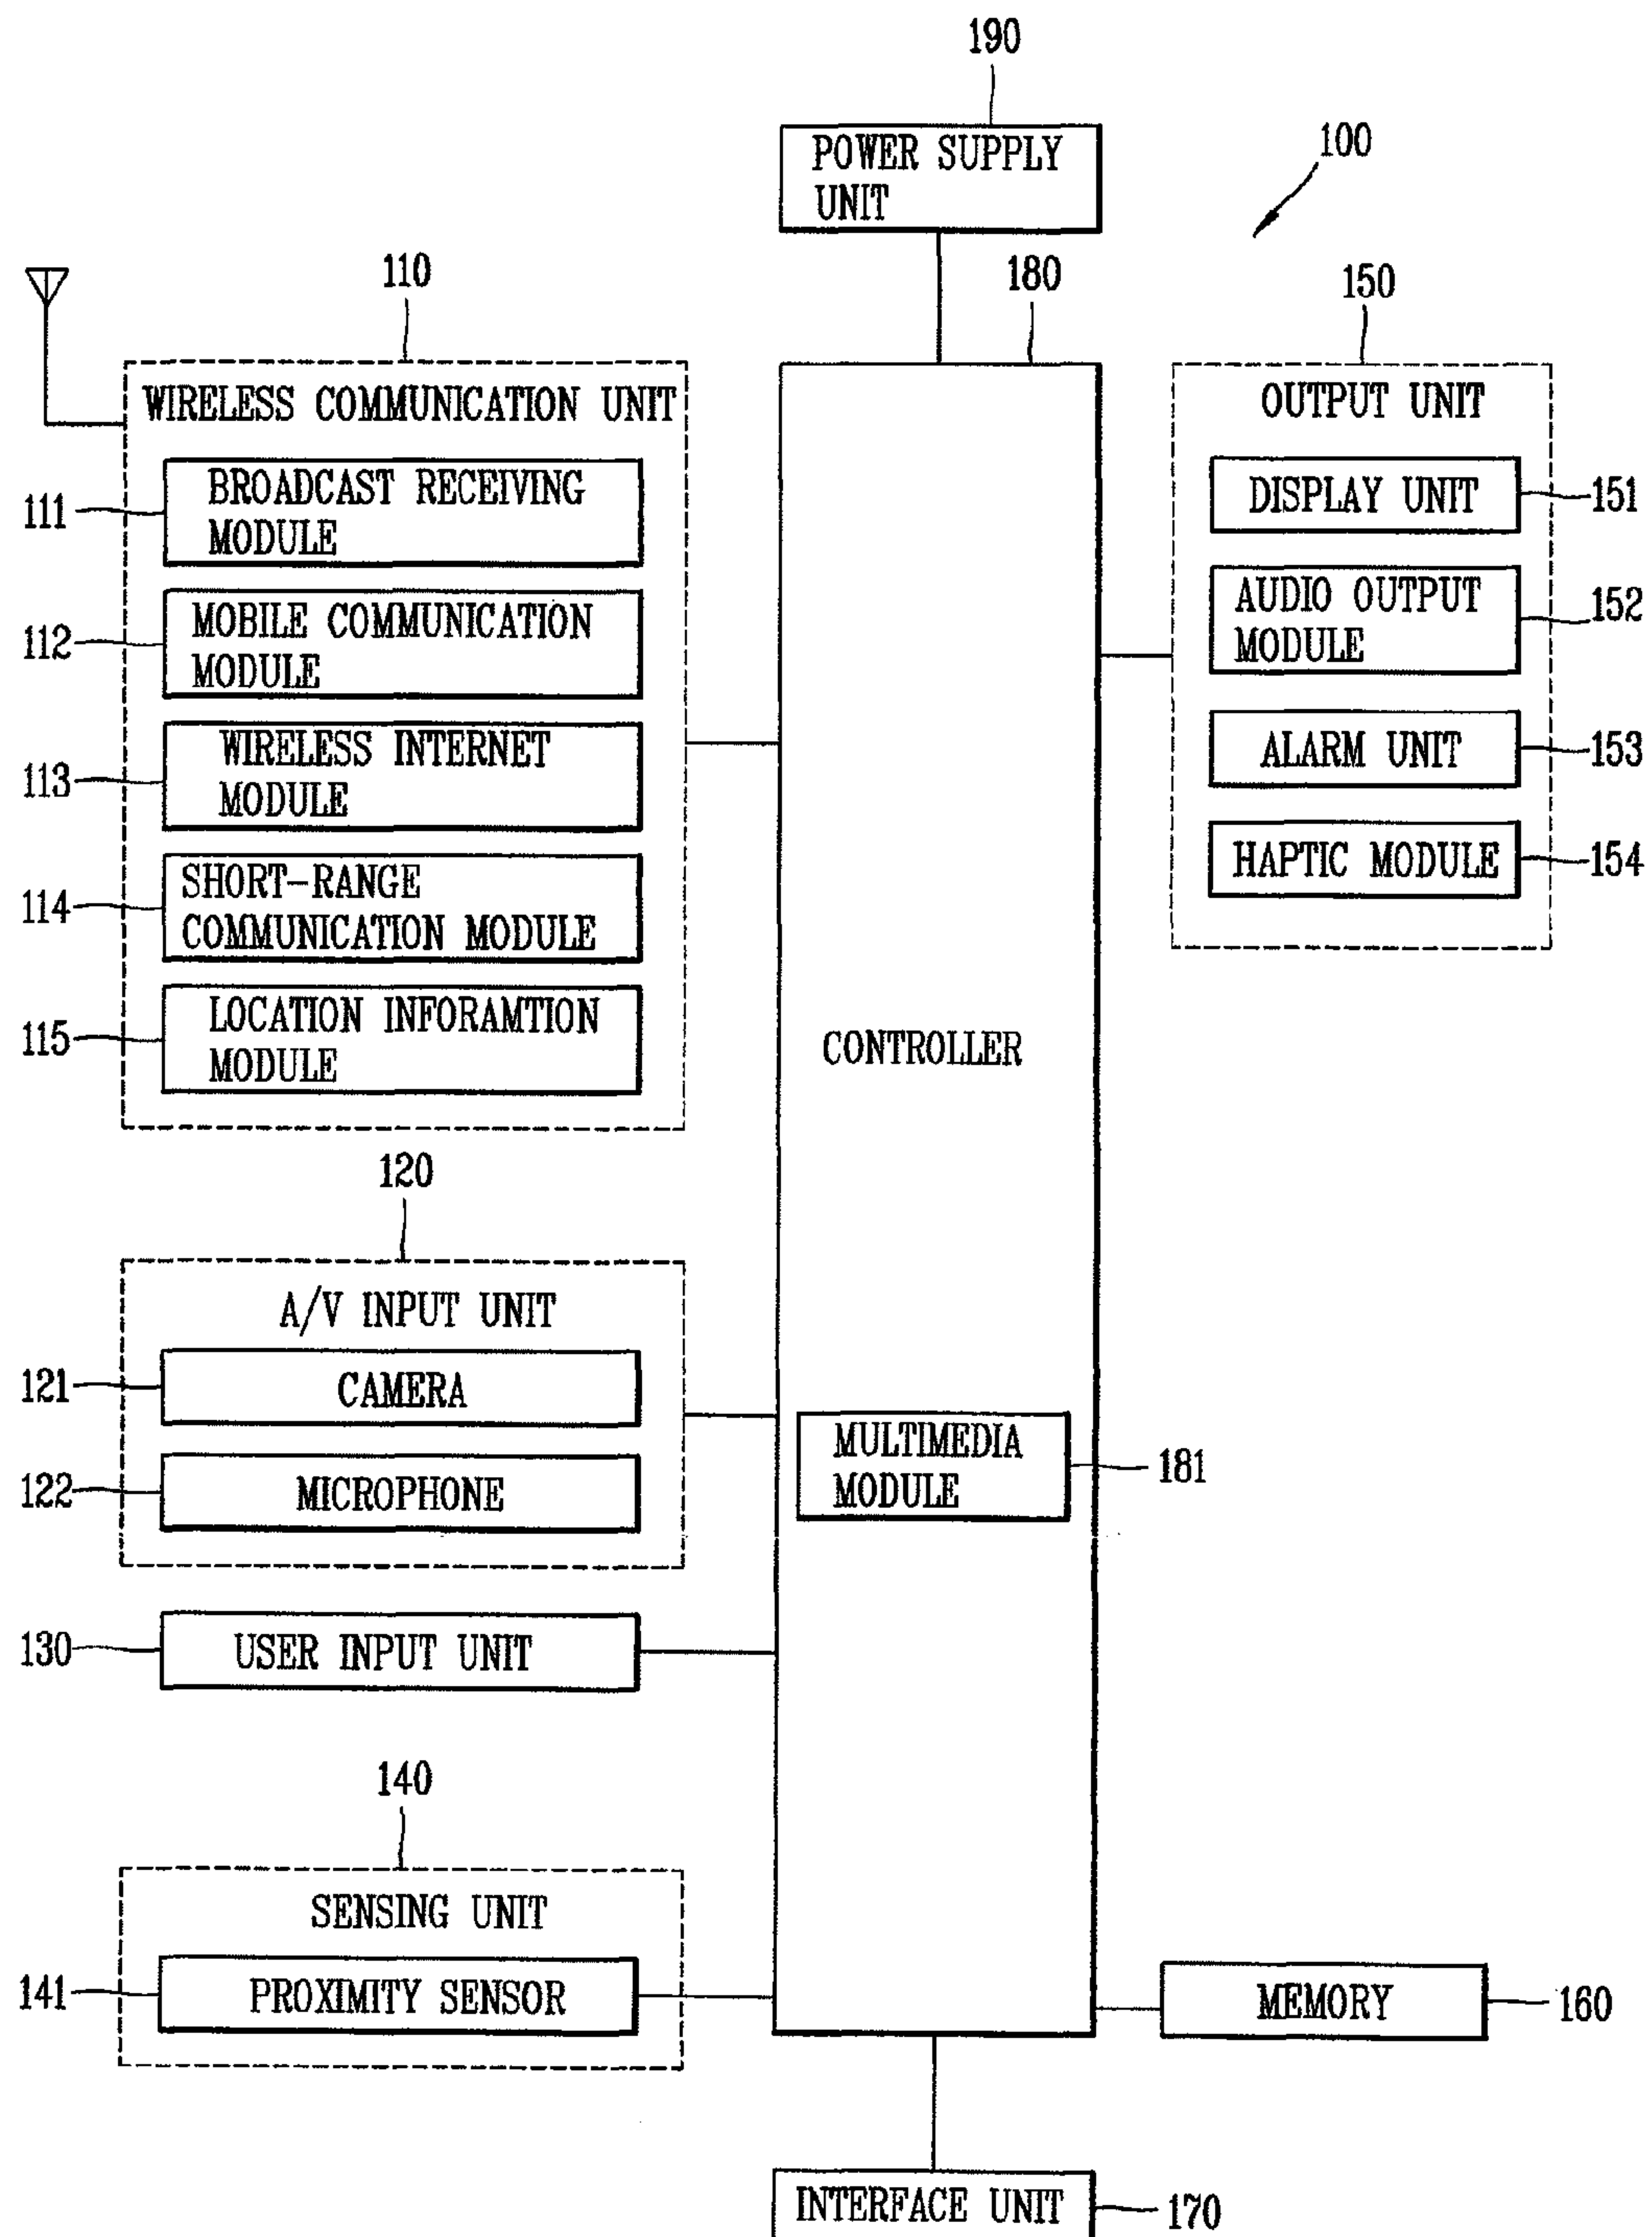 190
POWER SUPPLY
UNIT
100
110
180
150
WIRELESS COMMUNICATION UNIT
111
BROADCAST RECEIVING
MODULE
112
MOBILE COMMUNICATION
MODULE
113
WIRELESS INTERNET
MODULE
114
SHORT-RANGE
COMMUNICATION MODULE
115
LOCATION INFORAMTION
MODULE
OUTPUT UNIT
DISPLAY UNIT
151
AUDIO OUTPUT
MODULE
152
ALARM UNIT
153
HAPTIC MODULE
154
CONTROLLER
120
A/V INPUT UNIT
121
CAMERA
122
MICROPHONE
MULTIMEDIA
MODULE
181
130
USER INPUT UNIT
140
SENSING UNIT
141
PROXIMITY SENSOR
MEMORY
160
INTERFACE UNIT
170